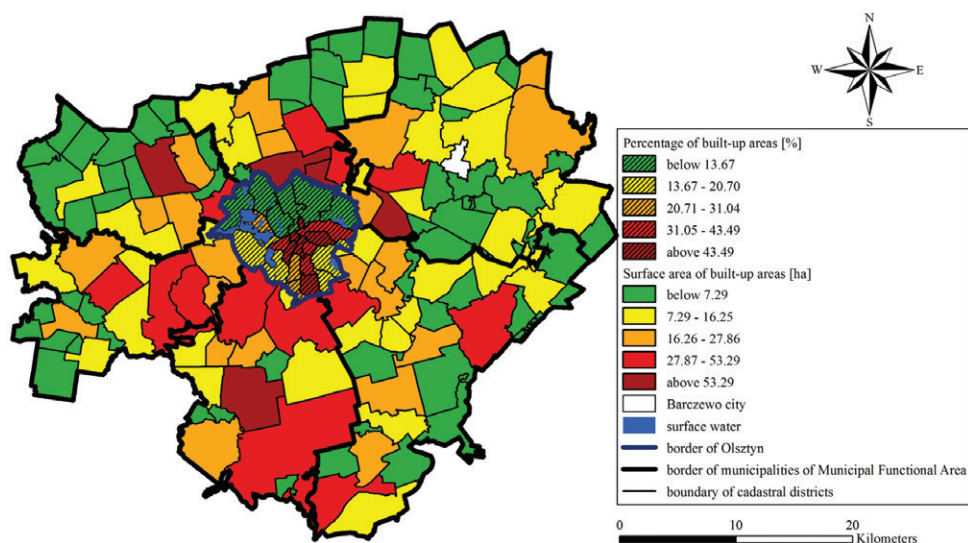 N
W E
S
Percentage of built-up areas [%]
below 13.67
13.67 - 20.70
20.71 - 31.04
31.05 - 43.49
above 43.49
Surface area of built-up areas [ha]
below 7.29
7.29 - 16.25
16.26 - 27.86
27.87 - 53.29
above 53.29
Barczewo city
surface water
border of Olsztyn
border of municipalities of Municipal Functional Area
boundary of cadastral districts
0 10 20
Kilometers